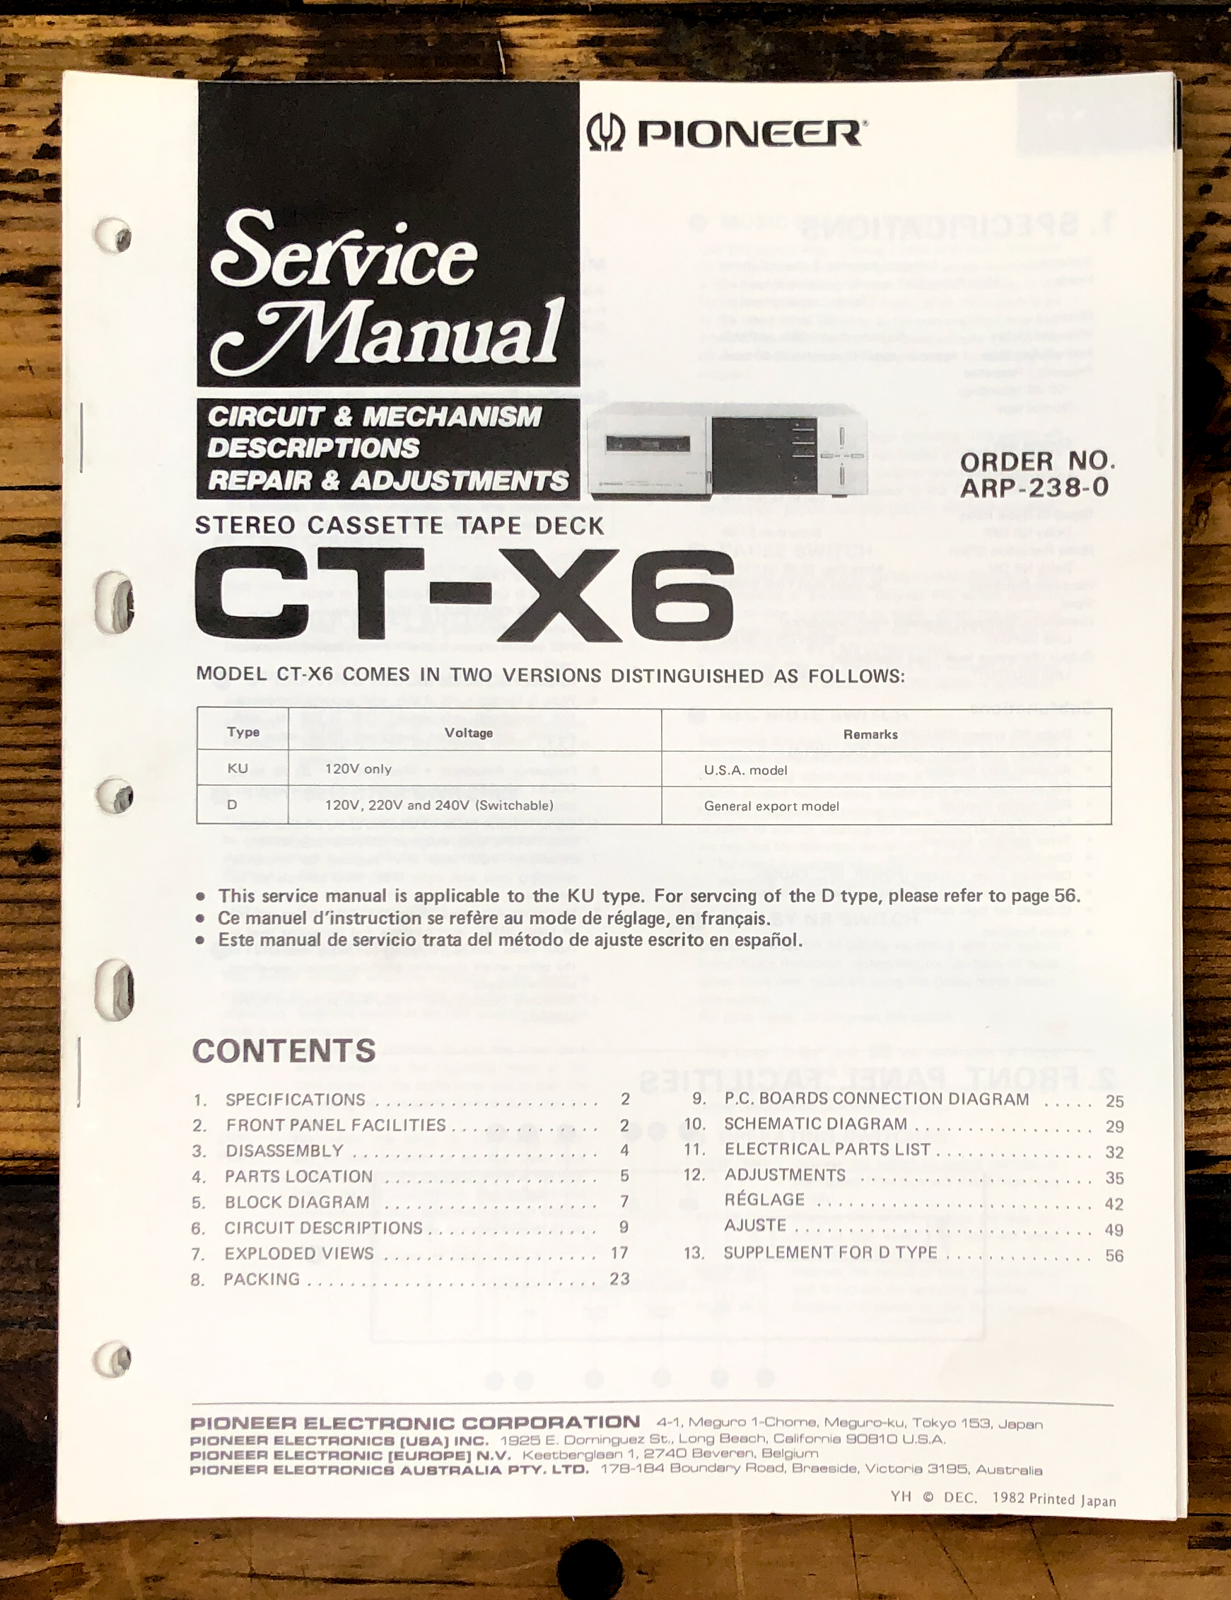 PIONEER®
Service
Manual
CIRCUIT & MECHANISM
DESCRIPTIONS
REPAIR & ADJUSTMENTS
ORDER NO.
ARP-238-0
STEREO CASSETTE TAPE DECK
CT-X6
MODEL CT-X6 COMES IN TWO VERSIONS DISTINGUISHED AS FOLLOWS:
Type Voltage Remarks
KU 120V only U.S.A. model
D 120V, 220V and 240V (Switchable) General export model
● This service manual is applicable to the KU type. For servcing of the D type, please refer to page 56.
● Ce manuel d'instruction se refère au mode de réglage, en français.
● Este manual de servicio trata del método de ajuste escrito en español.
CONTENTS
1. SPECIFICATIONS ...................... 2
2. FRONT PANEL FACILITIES .............. 2
3. DISASSEMBLY ........................ 4
4. PARTS LOCATION ..................... 5
5. BLOCK DIAGRAM ..................... 7
6. CIRCUIT DESCRIPTIONS ................ 9
7. EXPLODED VIEWS .................... 17
8. PACKING ........................... 23
9. P.C. BOARDS CONNECTION DIAGRAM ..... 25
10. SCHEMATIC DIAGRAM ................. 29
11. ELECTRICAL PARTS LIST ............... 32
12. ADJUSTMENTS ...................... 35
RÉGLAGE .......................... 42
AJUSTE ............................ 49
13. SUPPLEMENT FOR D TYPE .............. 56
PIONEER ELECTRONIC CORPORATION 4-1, Meguro 1-Chome, Meguro-ku, Tokyo 153, Japan
PIONEER ELECTRONICS [USA] INC. 1925 E. Dominguez St., Long Beach, California 90810 U.S.A.
PIONEER ELECTRONIC [EUROPE] N.V. Keetberglaan 1, 2740 Beveren, Belgium
PIONEER ELECTRONICS AUSTRALIA PTY. LTD. 178-184 Boundary Road, Braeside, Victoria 3195, Australia
YH © DEC. 1982 Printed Japan